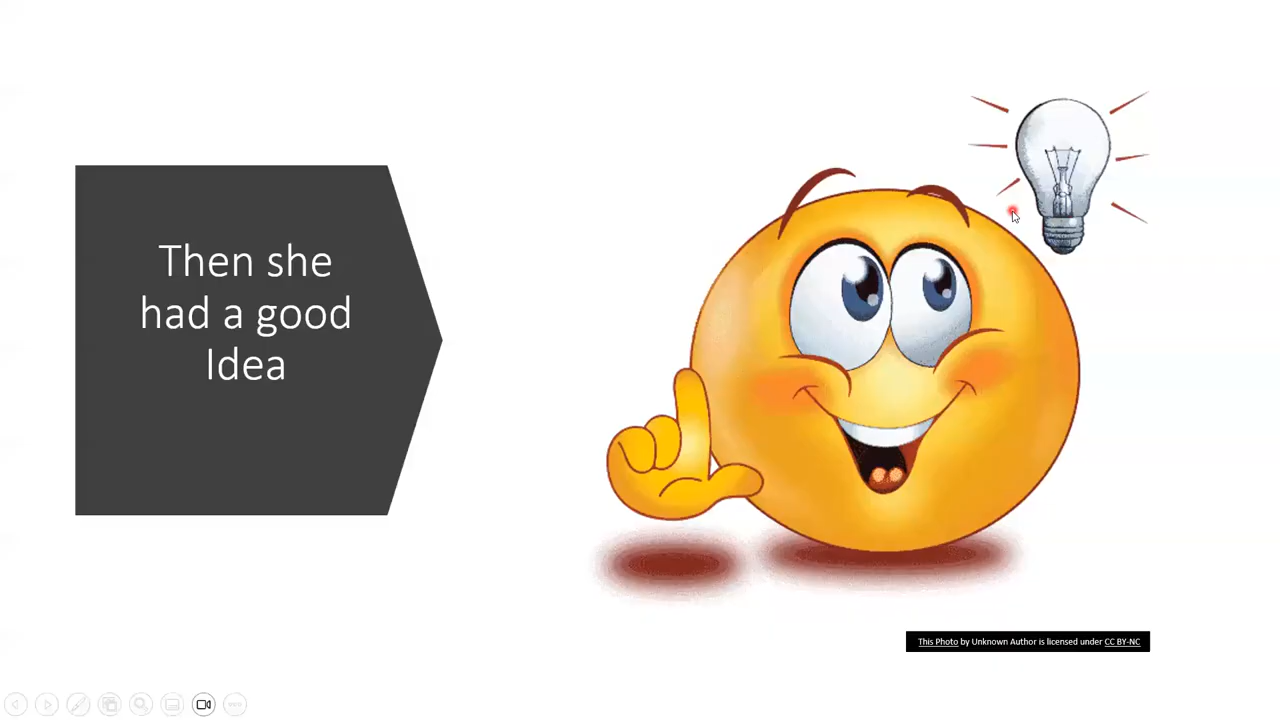 Then she
had a good
Idea
This Photo by Unknown Author is licensed under CC BY-NC